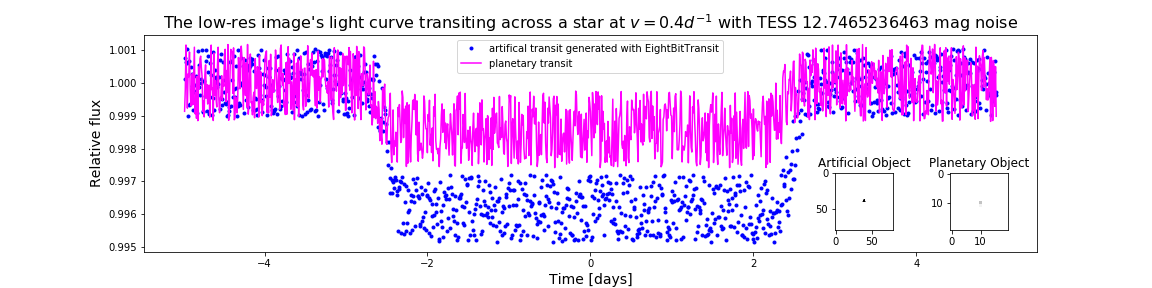 The low-res image's light curve transiting across a star at v = 0.4d⁻¹ with TESS 12.7465236463 mag noise
artifical transit generated with EightBitTransit
planetary transit
Relative flux
1.001
1.000
0.999
0.998
0.997
0.996
0.995
Artificial Object
Planetary Object
0
50
0
50
0
10
0
10
−4
−2
0
2
4
Time [days]